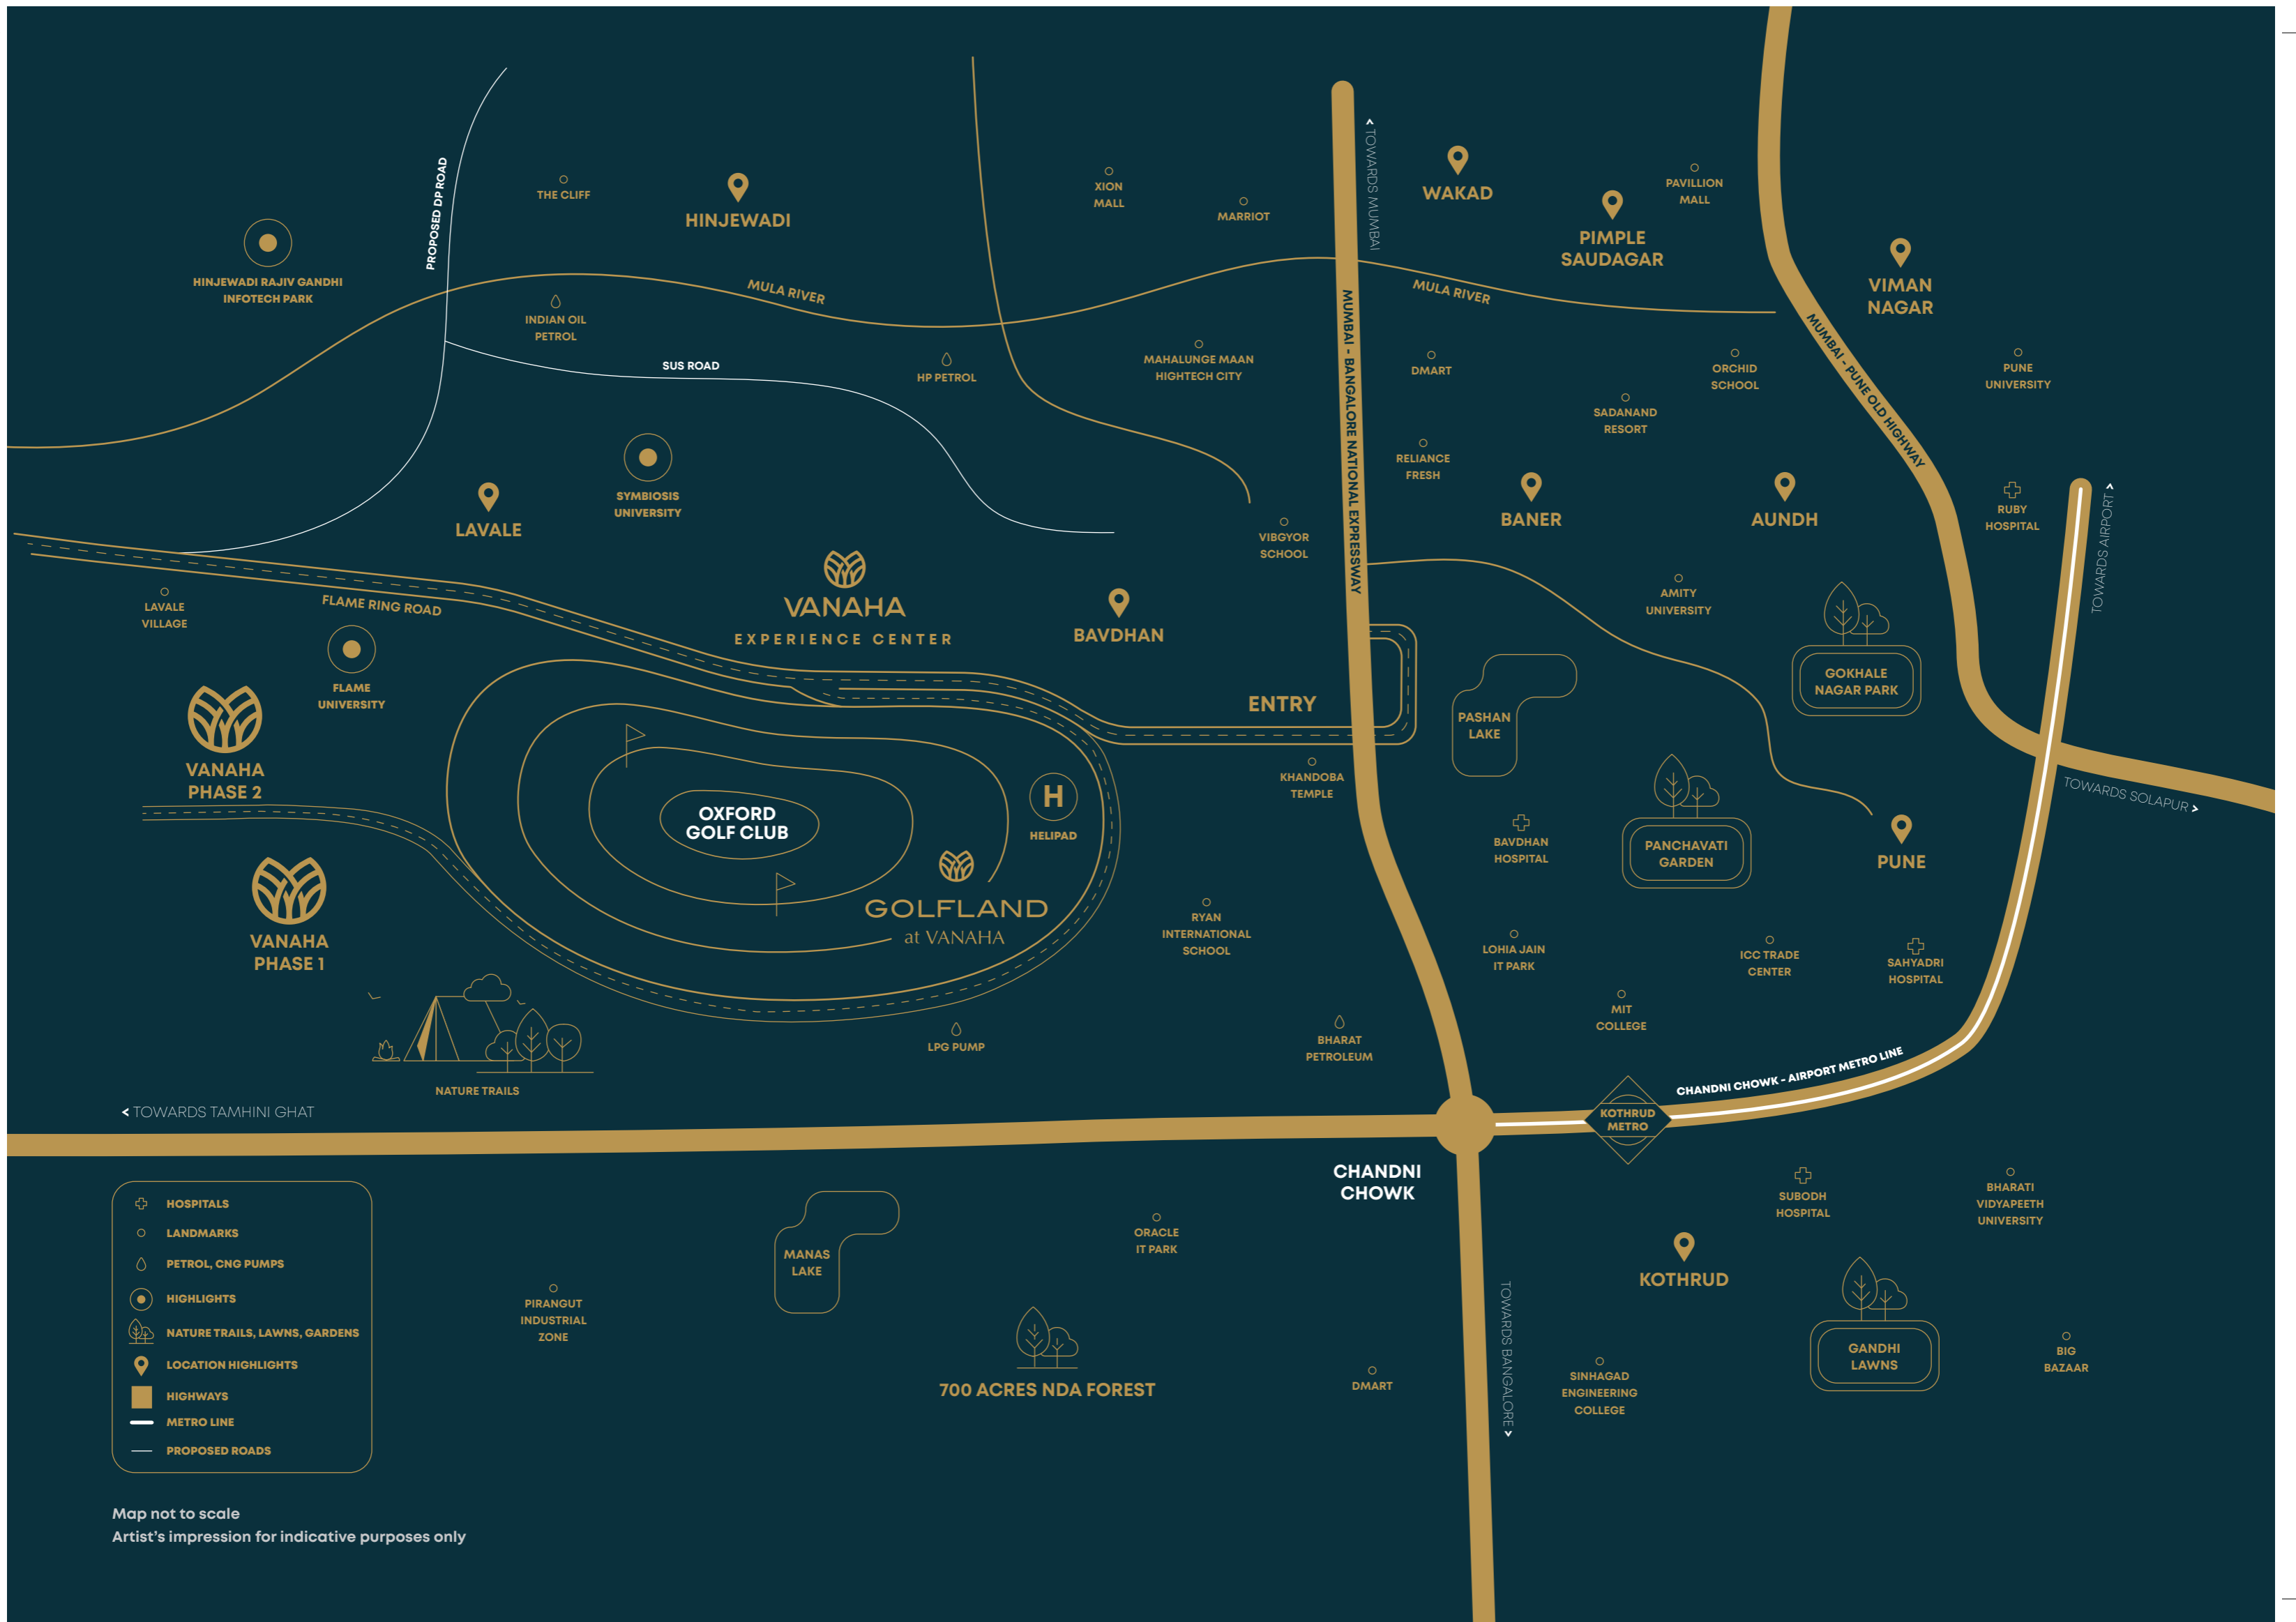 PROPOSED DP ROAD
THE CLIFF
HINJEWADI
XION
MALL
MARRIOT
^ TOWARDS MUMBAI
WAKAD
PIMPLE
SAUDAGAR
PAVILLION
MALL
VIMAN
NAGAR
HINJEWADI RAJIV GANDHI
INFOTECH PARK
INDIAN OIL
PETROL
MULA RIVER
MULA RIVER
SUS ROAD
HP PETROL
MAHALUNGE MAAN
HIGHTECH CITY
MUMBAI - BANGALORE NATIONAL EXPRESSWAY
DMART
ORCHID
SCHOOL
MUMBAI - PUNE OLD HIGHWAY
PUNE
UNIVERSITY
SADANAND
RESORT
RELIANCE
FRESH
SYMBIOSIS
UNIVERSITY
LAVALE
VIBGYOR
SCHOOL
BANER
AUNDH
RUBY
HOSPITAL
TOWARDS AIRPORT >
LAVALE
VILLAGE
FLAME RING ROAD
VANAHA
EXPERIENCE CENTER
BAVDHAN
AMITY
UNIVERSITY
FLAME
UNIVERSITY
ENTRY
PASHAN
LAKE
GOKHALE
NAGAR PARK
VANAHA
PHASE 2
KHANDOBA
TEMPLE
TOWARDS SOLAPUR >
OXFORD
GOLF CLUB
H
HELIPAD
BAVDHAN
HOSPITAL
PANCHAVATI
GARDEN
PUNE
VANAHA
PHASE 1
GOLFLAND
at VANAHA
RYAN
INTERNATIONAL
SCHOOL
LOHIA JAIN
IT PARK
ICC TRADE
CENTER
SAHYADRI
HOSPITAL
MIT
COLLEGE
LPG PUMP
BHARAT
PETROLEUM
NATURE TRAILS
CHANDNI CHOWK - AIRPORT METRO LINE
< TOWARDS TAMHINI GHAT
KOTHRUD
METRO
CHANDNI
CHOWK
HOSPITALS
LANDMARKS
PETROL, CNG PUMPS
HIGHLIGHTS
NATURE TRAILS, LAWNS, GARDENS
LOCATION HIGHLIGHTS
HIGHWAYS
METRO LINE
PROPOSED ROADS
MANAS
LAKE
ORACLE
IT PARK
SUBODH
HOSPITAL
BHARATI
VIDYAPEETH
UNIVERSITY
KOTHRUD
PIRANGUT
INDUSTRIAL
ZONE
TOWARDS BANGALORE >
700 ACRES NDA FOREST
DMART
SINHAGAD
ENGINEERING
COLLEGE
GANDHI
LAWNS
BIG
BAZAAR
Map not to scale
Artist's impression for indicative purposes only